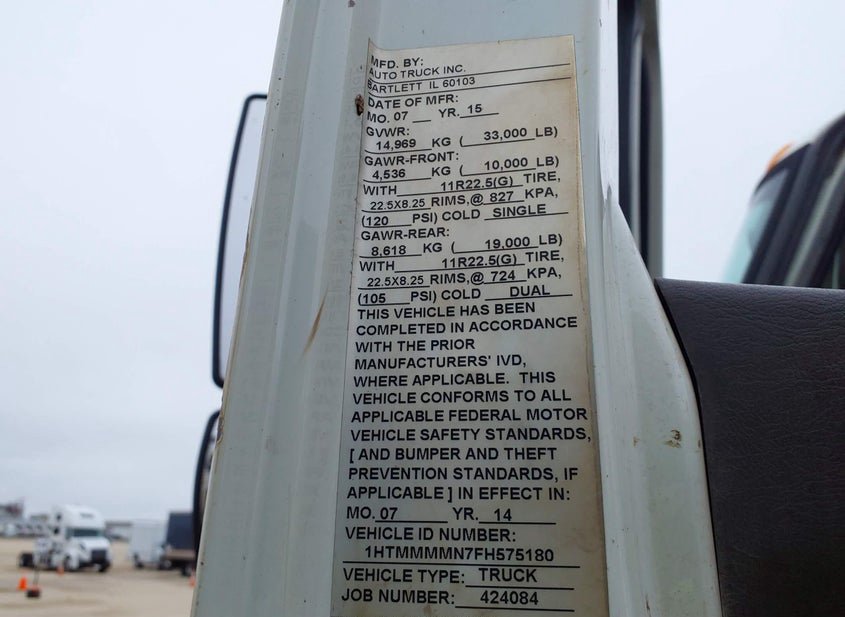 MFD. BY:
AUTO TRUCK INC.
BARTLETT IL 60103
DATE OF MFR:
MO. 07 YR. 15
GVWR:
14,969 KG ( 33,000 LB)
GAWR-FRONT:
4,536 KG ( 10,000 LB)
WITH 11R22.5(G) TIRE,
22.5X8.25 RIMS,@ 827 KPA,
(120 PSI) COLD SINGLE
GAWR-REAR:
8,618 KG ( 19,000 LB)
WITH 11R22.5(G) TIRE,
22.5X8.25 RIMS,@ 724 KPA,
(105 PSI) COLD DUAL
THIS VEHICLE HAS BEEN
COMPLETED IN ACCORDANCE
WITH THE PRIOR
MANUFACTURERS' IVD,
WHERE APPLICABLE. THIS
VEHICLE CONFORMS TO ALL
APPLICABLE FEDERAL MOTOR
VEHICLE SAFETY STANDARDS,
[ AND BUMPER AND THEFT
PREVENTION STANDARDS, IF
APPLICABLE ] IN EFFECT IN:
MO. 07 YR. 14
VEHICLE ID NUMBER:
1HTMMMMN7FH575180
VEHICLE TYPE: TRUCK
JOB NUMBER: 424084